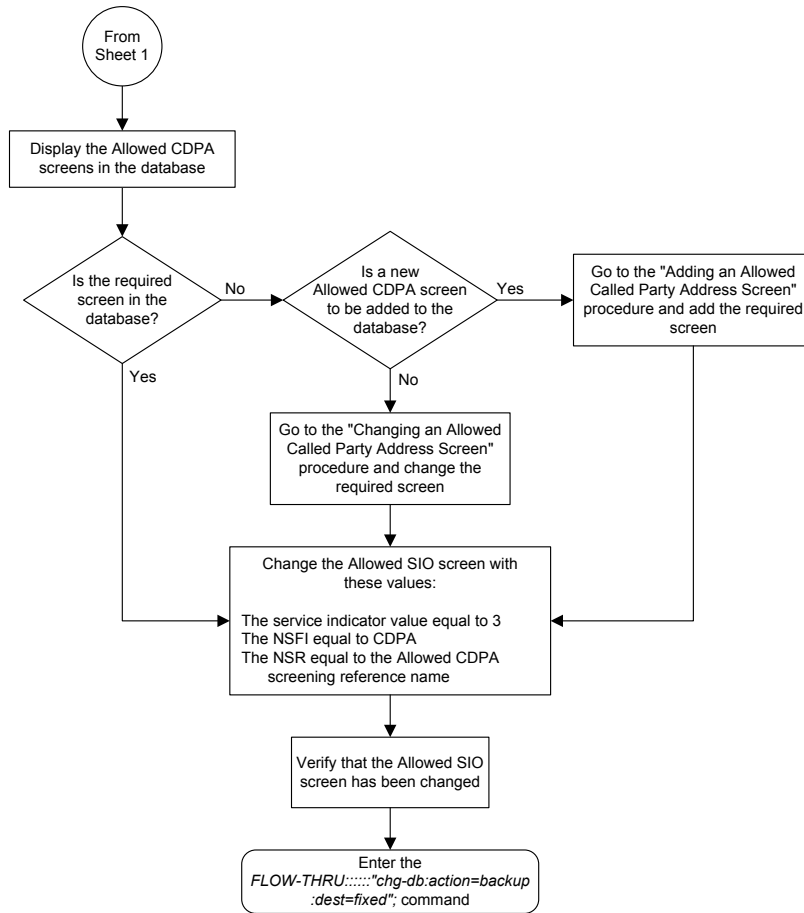 From
Sheet 1
Display the Allowed CDPA
screens in the database
Is the required
screen in the
database?
No
Yes
Is a new
Allowed CDPA screen
to be added to the
database?
Yes
No
Go to the "Adding an Allowed
Called Party Address Screen"
procedure and add the required
screen
Go to the "Changing an Allowed
Called Party Address Screen"
procedure and change the
required screen
Change the Allowed SIO screen with
these values:
The service indicator value equal to 3
The NSFI equal to CDPA
The NSR equal to the Allowed CDPA
screening reference name
Verify that the Allowed SIO
screen has been changed
Enter the
FLOW-THRU::::::"chg-db:action=backup
:dest=fixed"; command